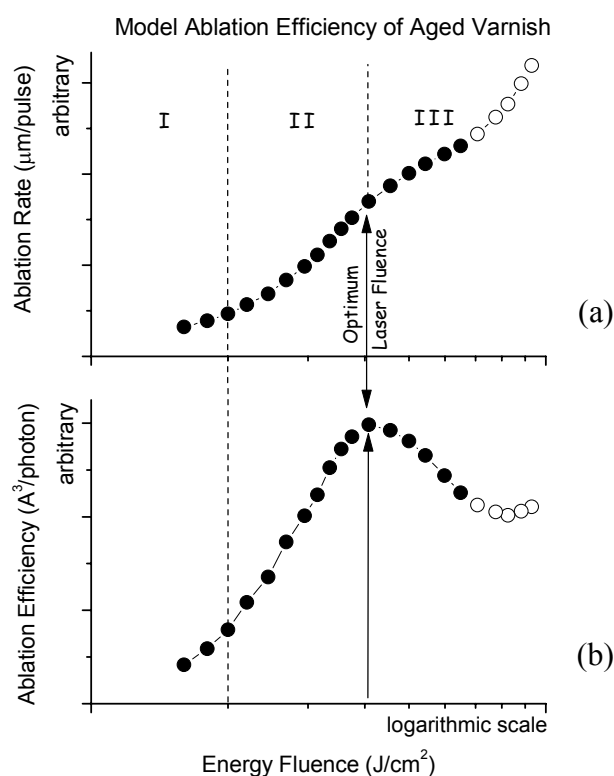 Model Ablation Efficiency of Aged Varnish
Ablation Rate (μm/pulse)
arbitrary
I
II
III
Optimum
Laser Fluence
(a)
Ablation Efficiency (A³/photon)
arbitrary
(b)
logarithmic scale
Energy Fluence (J/cm²)